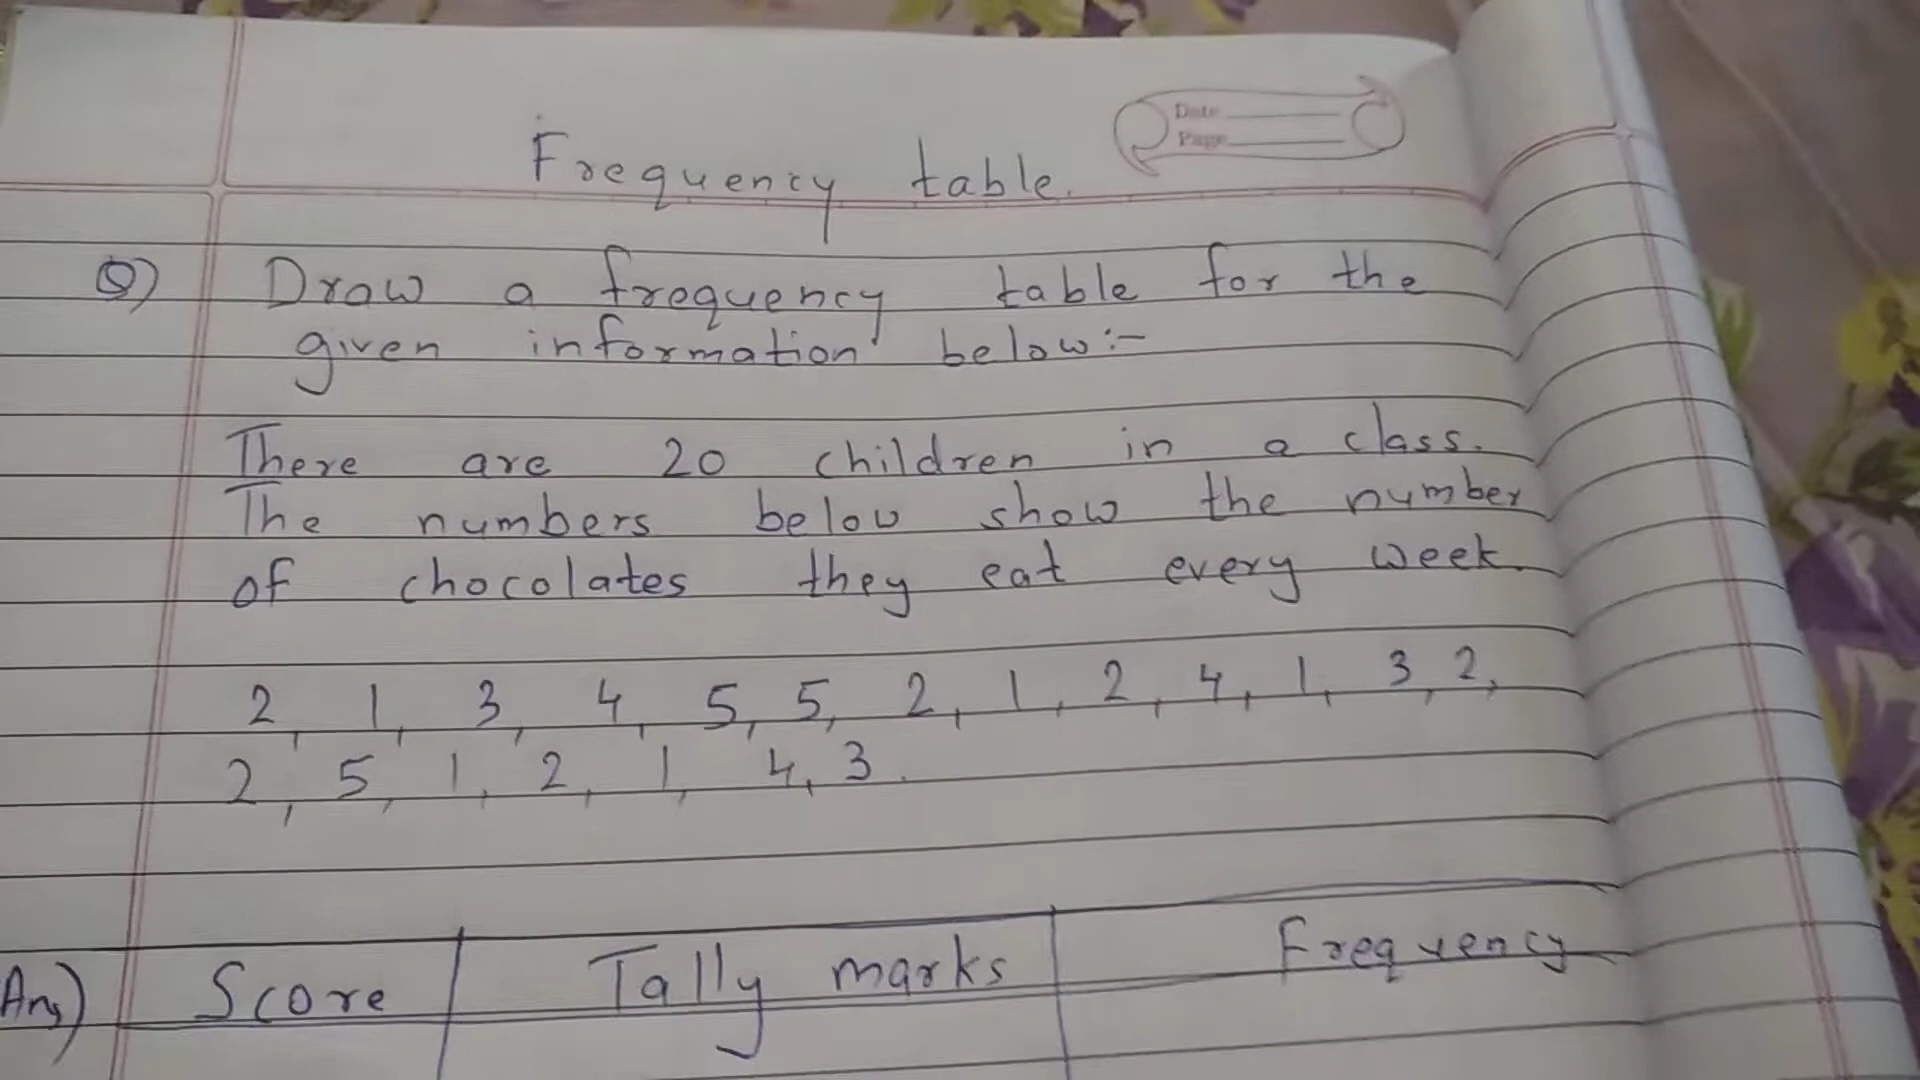 Date
Page
Frequency table.
Q) Draw a frequency table for the
given information below:-
There are 20 children in a class.
The numbers below show the number
of chocolates they eat every week.
2, 1, 3, 4, 5, 5, 2, 1, 2, 4, 1, 3, 2,
2, 5, 1, 2, 1, 4, 3.
Ans) Score Tally marks Frequency